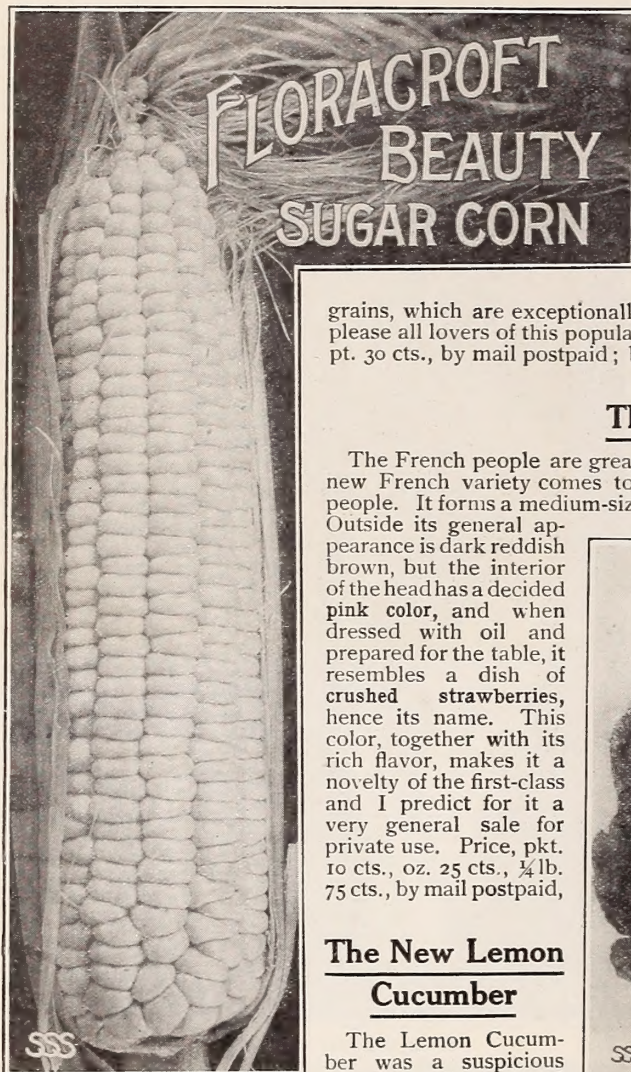 FLORACROFT
BEAUTY
SUGAR CORN
grains, which are exceptionall
please all lovers of this popula
pt. 30 cts., by mail postpaid;
The French people are grea
new French variety comes to
people. It forms a medium-siz
Outside its general ap-
pearance is dark reddish
brown, but the interior
of the head has a decided
pink color, and when
dressed with oil and
prepared for the table, it
resembles a dish of
crushed strawberries,
hence its name. This
color, together with its
rich flavor, makes it a
novelty of the first-class
and I predict for it a
very general sale for
private use. Price, pkt.
10 cts., oz. 25 cts., ¼ lb.
75 cts., by mail postpaid,
The New Lemon
Cucumber
The Lemon Cucum-
ber was a suspicious
SSS